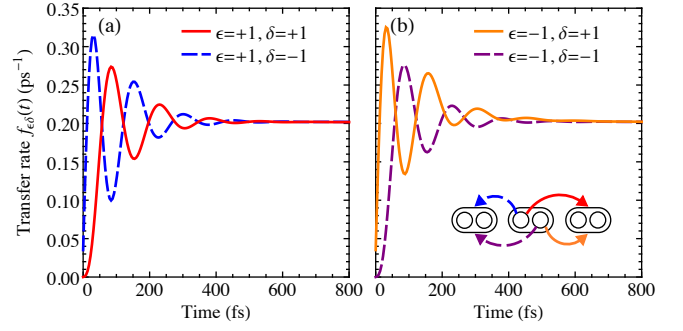 (a)
ϵ=+1, δ=+1
ϵ=+1, δ=−1
(b)
ϵ=−1, δ=+1
ϵ=−1, δ=−1
Transfer rate fϵδ(t) (ps⁻¹)
0.35
0.30
0.25
0.20
0.15
0.10
0.05
0.00
0 200 400 600 800
0 200 400 600 800
Time (fs)
Time (fs)